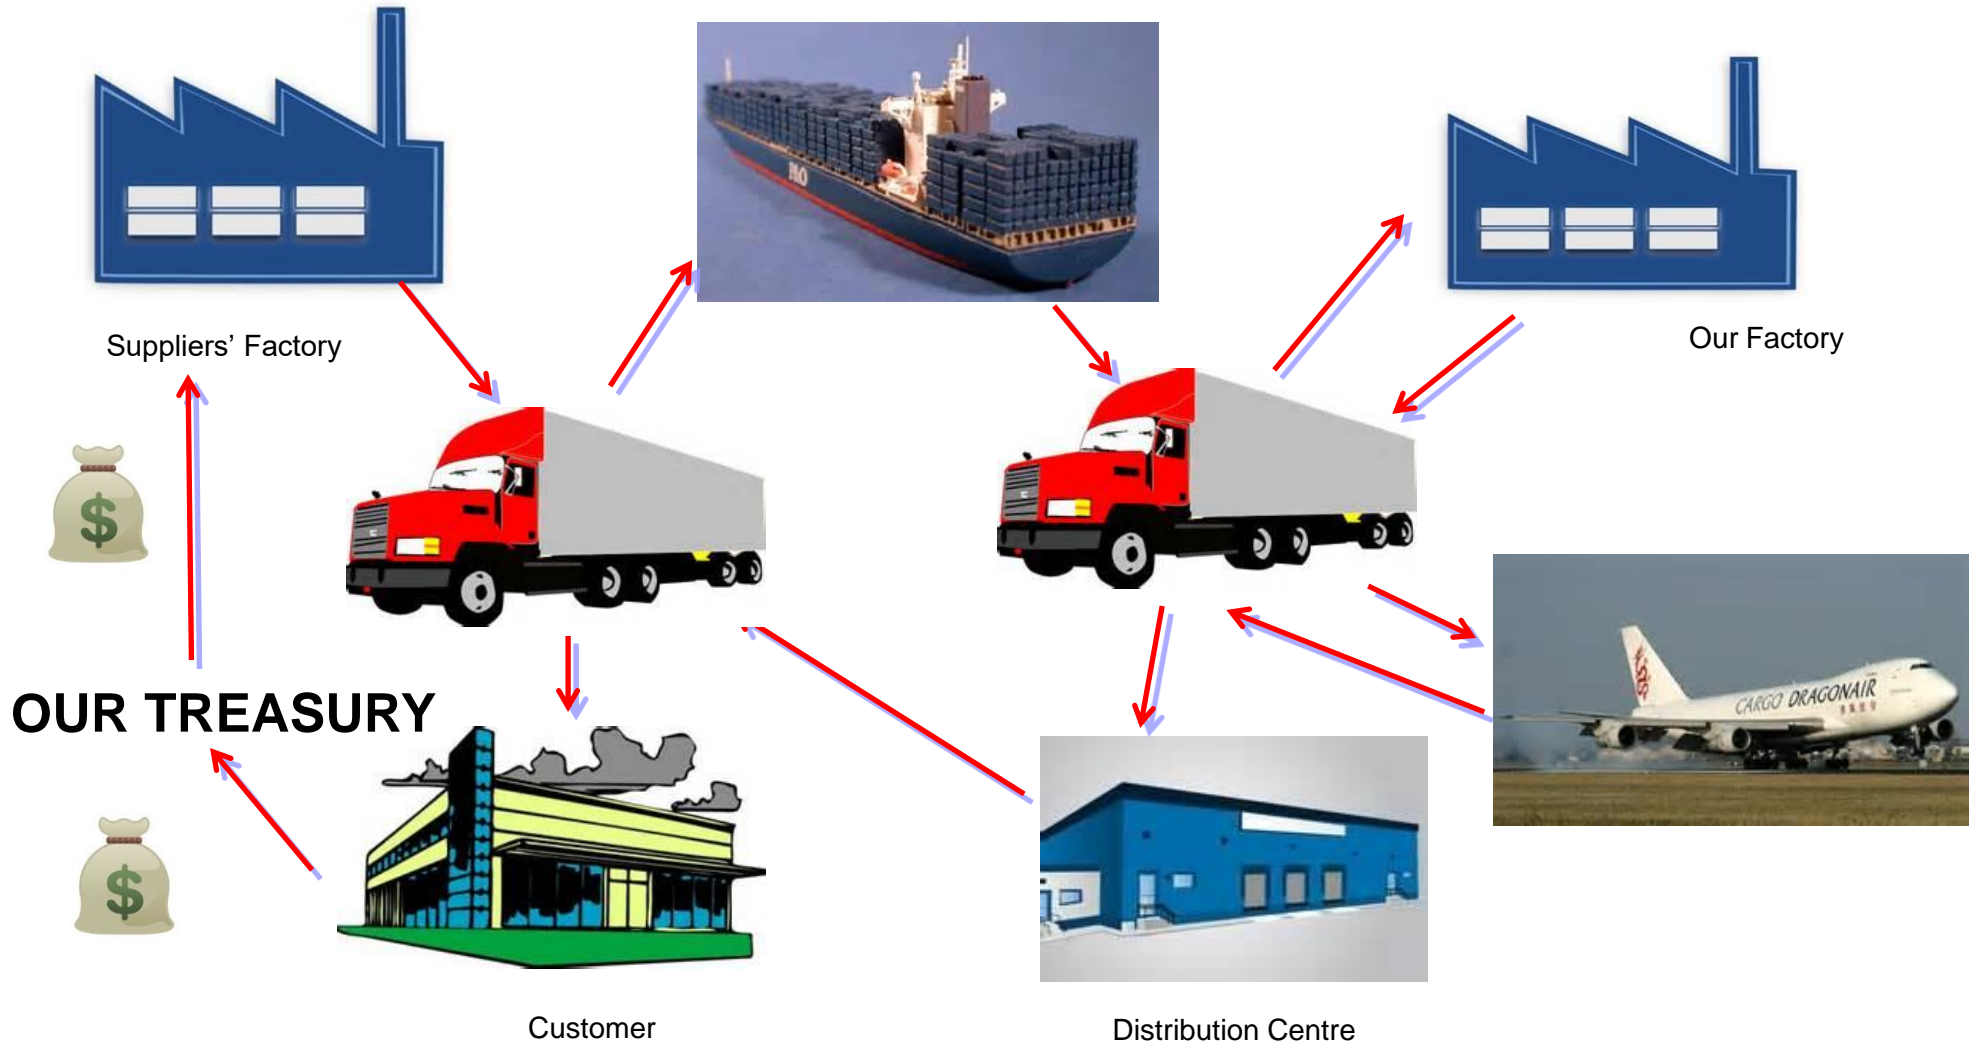 P&O
Suppliers’ Factory
Our Factory
$
CARGO DRAGONAIR
OUR TREASURY
$
Customer
Distribution Centre